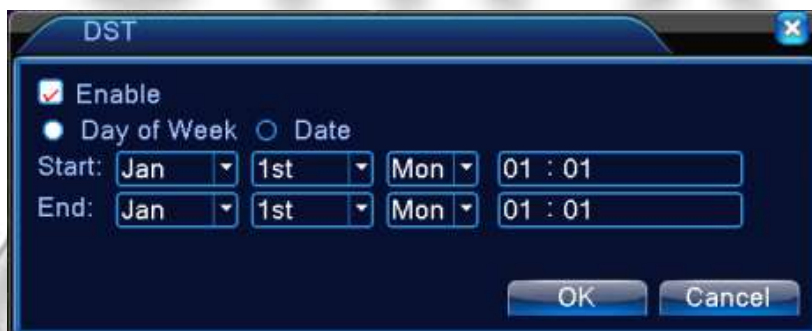 DST
Enable
Day of Week Date
Start: Jan 1st Mon 01 : 01
End: Jan 1st Mon 01 : 01
OK Cancel